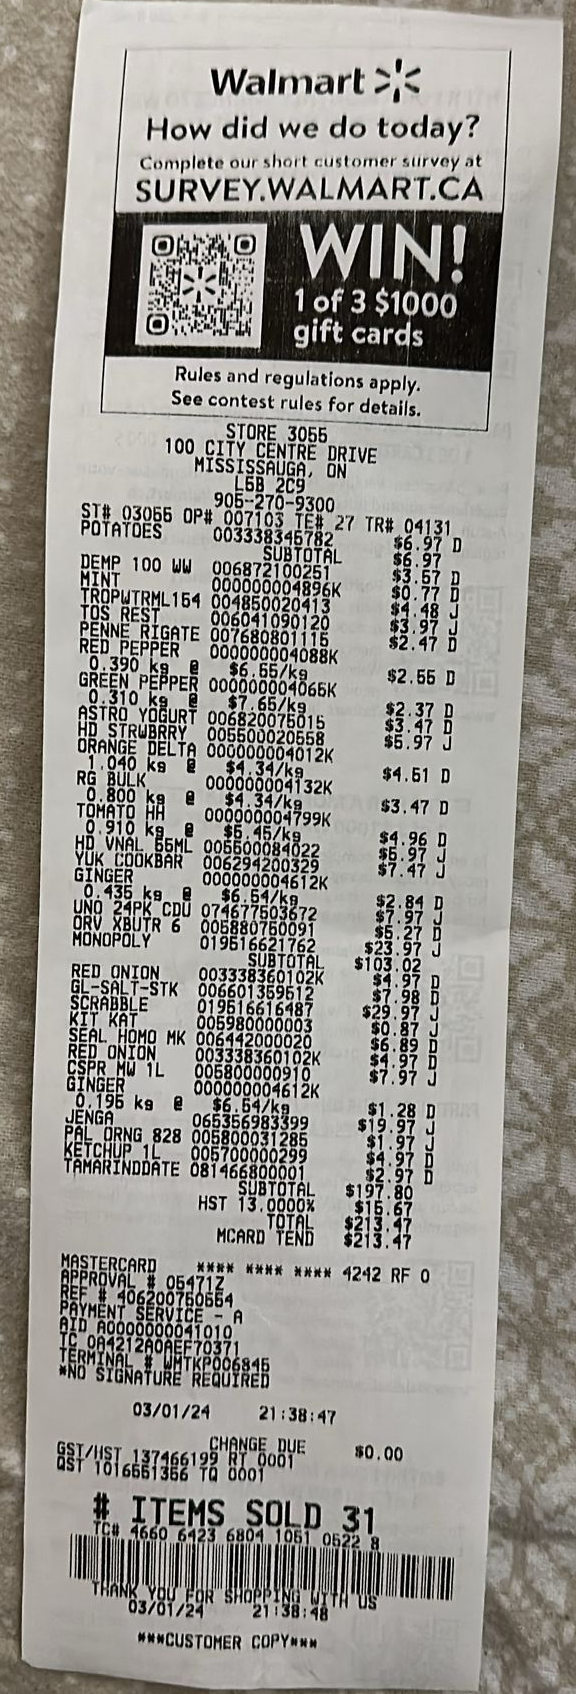 Walmart
How did we do today?
Complete our short customer survey at
SURVEY.WALMART.CA
WIN!
1 of 3 $1000
gift cards
Rules and regulations apply.
See contest rules for details.
STORE 3055
100 CITY CENTRE DRIVE
MISSISSAUGA, ON
L5B 2C9
905-270-9300
ST# 03055 OP# 007103 TE# 27 TR# 04131
POTATOES 003338345782 $6.97 D
SUBTOTAL $6.97
DEMP 100 WW 006872100251 $3.57 D
MINT 000000004896K $0.77 D
TROPWTRML154 004850020413 $4.48 J
TOS REST 006041090120 $3.97 J
PENNE RIGATE 007680801115 $2.47 D
RED PEPPER 000000004088K
0.390 kg @ $6.55/kg $2.55 D
GREEN PEPPER 000000004065K
0.310 kg @ $7.65/kg $2.37 D
ASTRO YOGURT 006820075015 $3.47 D
HD STRWBRRY 005500020558 $5.97 J
ORANGE DELTA 000000004012K
1.040 kg @ $4.34/kg $4.51 D
RG BULK 000000004132K
0.800 kg @ $4.34/kg $3.47 D
TOMATO HH 000000004799K
0.910 kg @ $5.45/kg $4.96 D
HD VNAL 55ML 005500084022 $5.97 J
YUK COOKBAR 006294200329 $7.47 J
GINGER 000000004612K
0.435 kg @ $6.54/kg $2.84 D
UNO 24PK CDU 074677503672 $7.97 J
ORV XBUTR 6 005880750091 $5.27 D
MONOPOLY 019516621762 $23.97 J
SUBTOTAL $103.02
RED ONION 003338360102K $4.97 D
GL-SALT-STK 006601359512 $7.98 D
SCRABBLE 019516616487 $29.97 J
KIT KAT 005980000003 $0.87 J
SEAL HOMO MK 006442000020 $6.89 D
RED ONION 003338360102K $4.97 D
CSPR MW 1L 005800000910 $7.97 J
GINGER 000000004612K
0.195 kg @ $6.54/kg $1.28 D
JENGA 065356983399 $19.97 J
PAL ORNG 828 005800031285 $1.97 J
KETCHUP 1L 005700000299 $4.97 D
TAMARINDDATE 081466800001 $2.97 D
SUBTOTAL $197.80
HST 13.0000% $15.67
TOTAL $213.47
MCARD TEND $213.47
MASTERCARD **** **** **** 4242 RF 0
APPROVAL # 05471Z
REF # 406200750554
PAYMENT SERVICE - A
AID A0000000041010
TC 0A4212A0AEF70371
TERMINAL # WMTKP006845
*NO SIGNATURE REQUIRED
03/01/24 21:38:47
CHANGE DUE $0.00
GST/HST 137466199 RT 0001
QST 1016551356 TQ 0001
# ITEMS SOLD 31
TC# 4660 6423 6804 1051 0522 8
THANK YOU FOR SHOPPING WITH US
03/01/24 21:38:48
***CUSTOMER COPY***